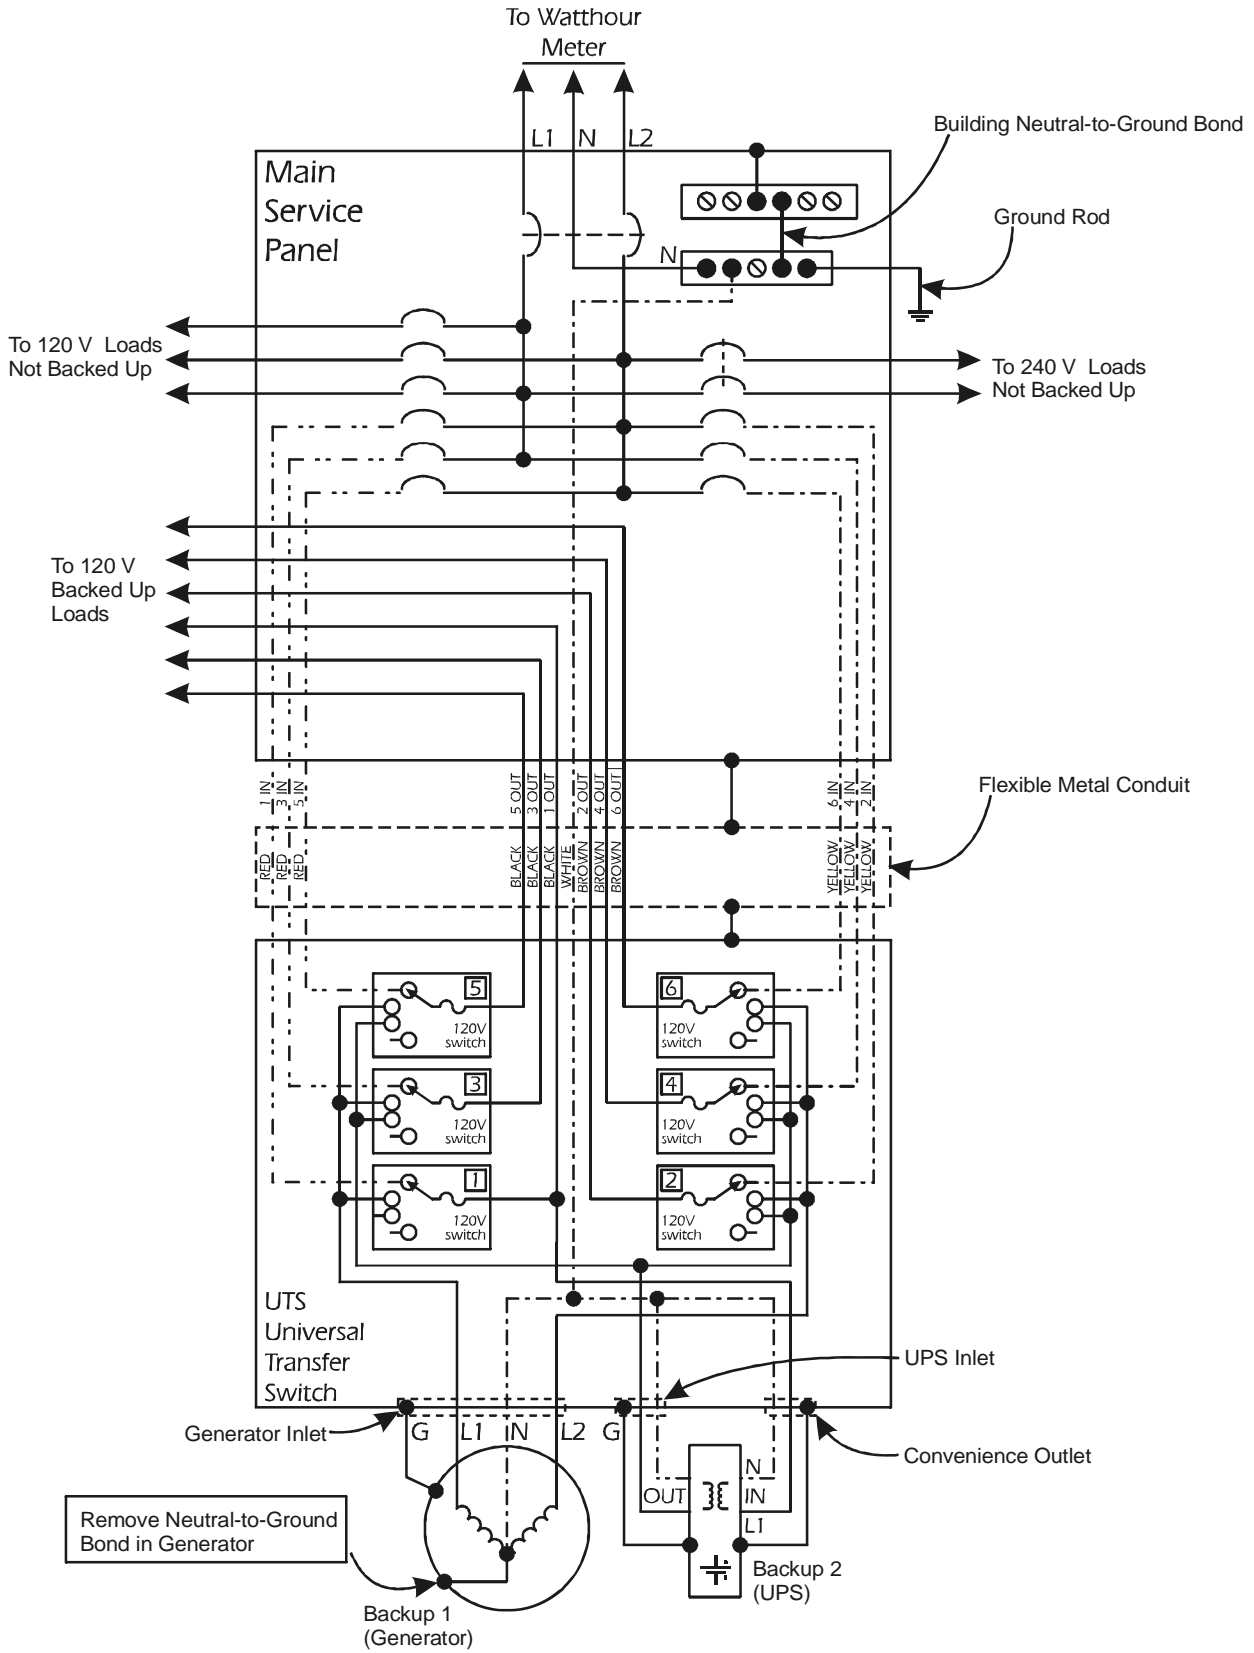 To Watthour
Meter
L1
N
L2
Building Neutral-to-Ground Bond
Main
Service
Panel
Ground Rod
N
To 120 V Loads
Not Backed Up
To 240 V Loads
Not Backed Up
To 120 V
Backed Up
Loads
1 IN
3 IN
5 IN
5 OUT
3 OUT
1 OUT
2 OUT
4 OUT
6 OUT
6 IN
4 IN
2 IN
Flexible Metal Conduit
RED
RED
RED
BLACK
BLACK
BLACK
WHITE
BROWN
BROWN
BROWN
YELLOW
YELLOW
YELLOW
5
120V
switch
6
120V
switch
3
120V
switch
4
120V
switch
1
120V
switch
2
120V
switch
UTS
Universal
Transfer
Switch
UPS Inlet
Generator Inlet
G
L1
N
L2
G
Convenience Outlet
N
OUT
IN
L1
Remove Neutral-to-Ground
Bond in Generator
Backup 2
(UPS)
Backup 1
(Generator)